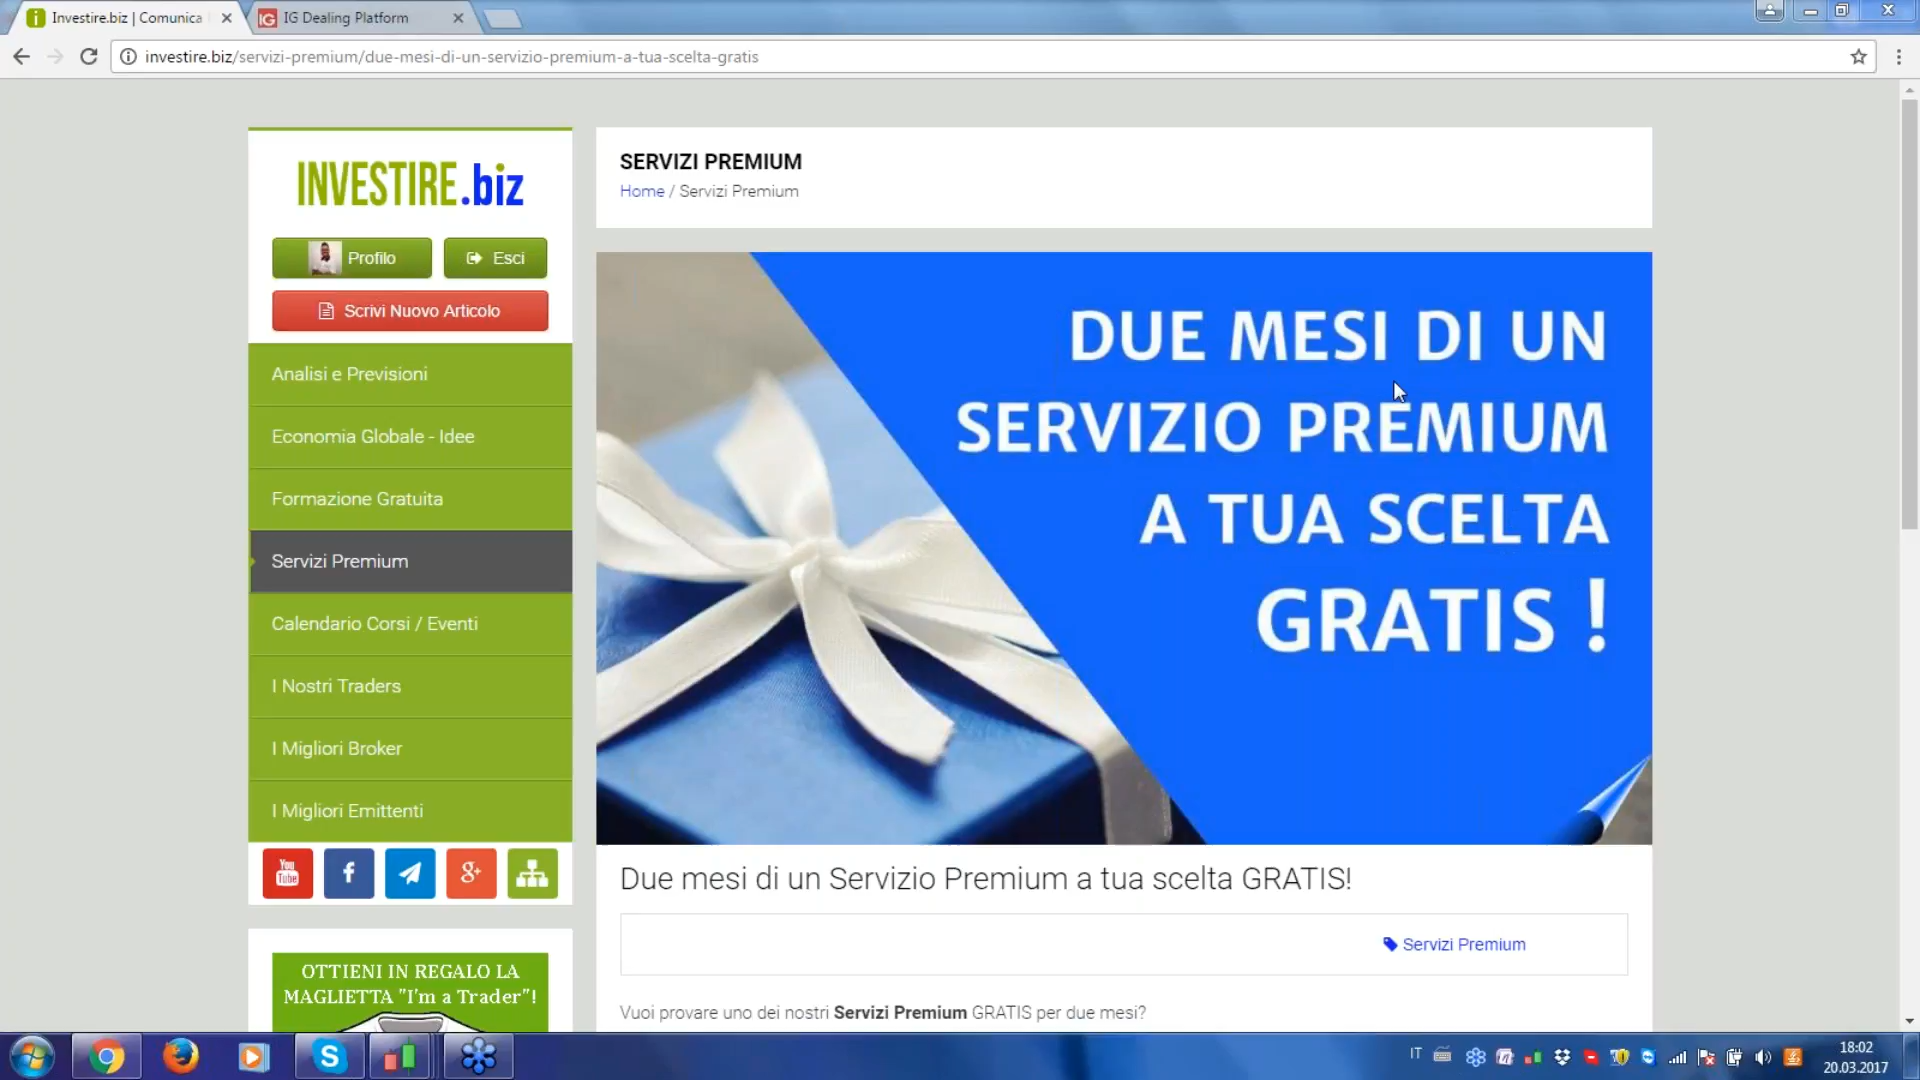 Investire.biz | Comunica
IG Dealing Platform
investire.biz/servizi-premium/due-mesi-di-un-servizio-premium-a-tua-scelta-gratis
INVESTIRE.biz
Profilo
Esci
Scrivi Nuovo Articolo
Analisi e Previsioni
Economia Globale - Idee
Formazione Gratuita
Servizi Premium
Calendario Corsi / Eventi
I Nostri Traders
I Migliori Broker
I Migliori Emittenti
You
Tube
f
g+
OTTIENI IN REGALO LA
MAGLIETTA "I'm a Trader"!
SERVIZI PREMIUM
Home / Servizi Premium
DUE MESI DI UN
SERVIZIO PREMIUM
A TUA SCELTA
GRATIS !
Due mesi di un Servizio Premium a tua scelta GRATIS!
Servizi Premium
Vuoi provare uno dei nostri Servizi Premium GRATIS per due mesi?
IT
18:02
20.03.2017